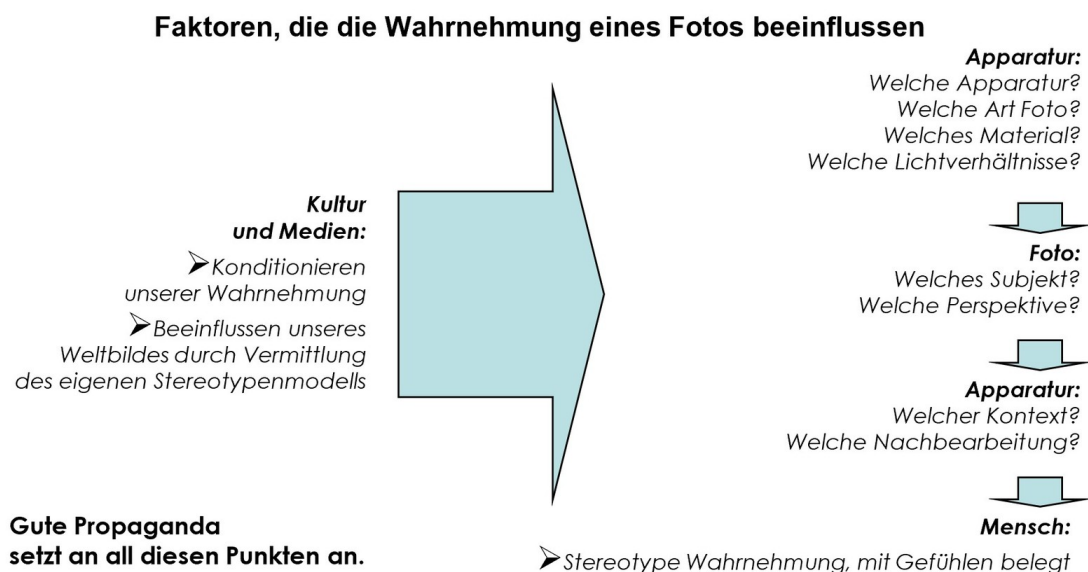 Faktoren, die die Wahrnehmung eines Fotos beeinflussen
Kultur
und Medien:
➢Konditionieren
unserer Wahrnehmung
➢Beeinflussen unseres
Weltbildes durch Vermittlung
des eigenen Stereotypenmodells
Apparatur:
Welche Apparatur?
Welche Art Foto?
Welches Material?
Welche Lichtverhältnisse?
Foto:
Welches Subjekt?
Welche Perspektive?
Apparatur:
Welcher Kontext?
Welche Nachbearbeitung?
Mensch:
➢Stereotype Wahrnehmung, mit Gefühlen belegt
Gute Propaganda
setzt an all diesen Punkten an.